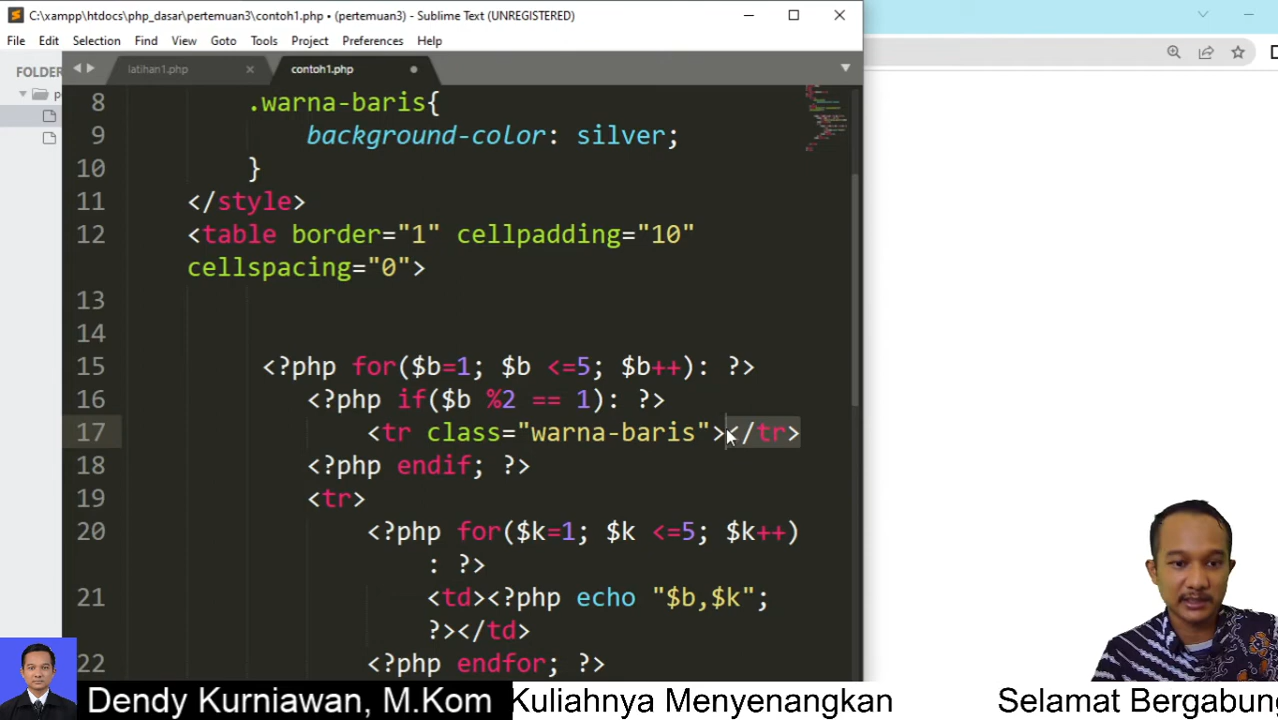 C:\xampp\htdocs\php_dasar\pertemuan3\contoh1.php • (pertemuan3) - Sublime Text (UNREGISTERED)
File Edit Selection Find View Goto Tools Project Preferences Help
FOLDER
latihan1.php × contoh1.php
p
8 .warna-baris{
9 background-color: silver;
10 }
11 </style>
12 <table border="1" cellpadding="10"
cellspacing="0">
13
14
15 <?php for($b=1; $b <=5; $b++): ?>
16 <?php if($b %2 == 1): ?>
17 <tr class="warna-baris"></tr>
18 <?php endif; ?>
19 <tr>
20 <?php for($k=1; $k <=5; $k++)
: ?>
21 <td><?php echo "$b,$k";
?></td>
22 <?php endfor; ?>
Dendy Kurniawan, M.Kom Kuliahnya Menyenangkan Selamat Bergabung